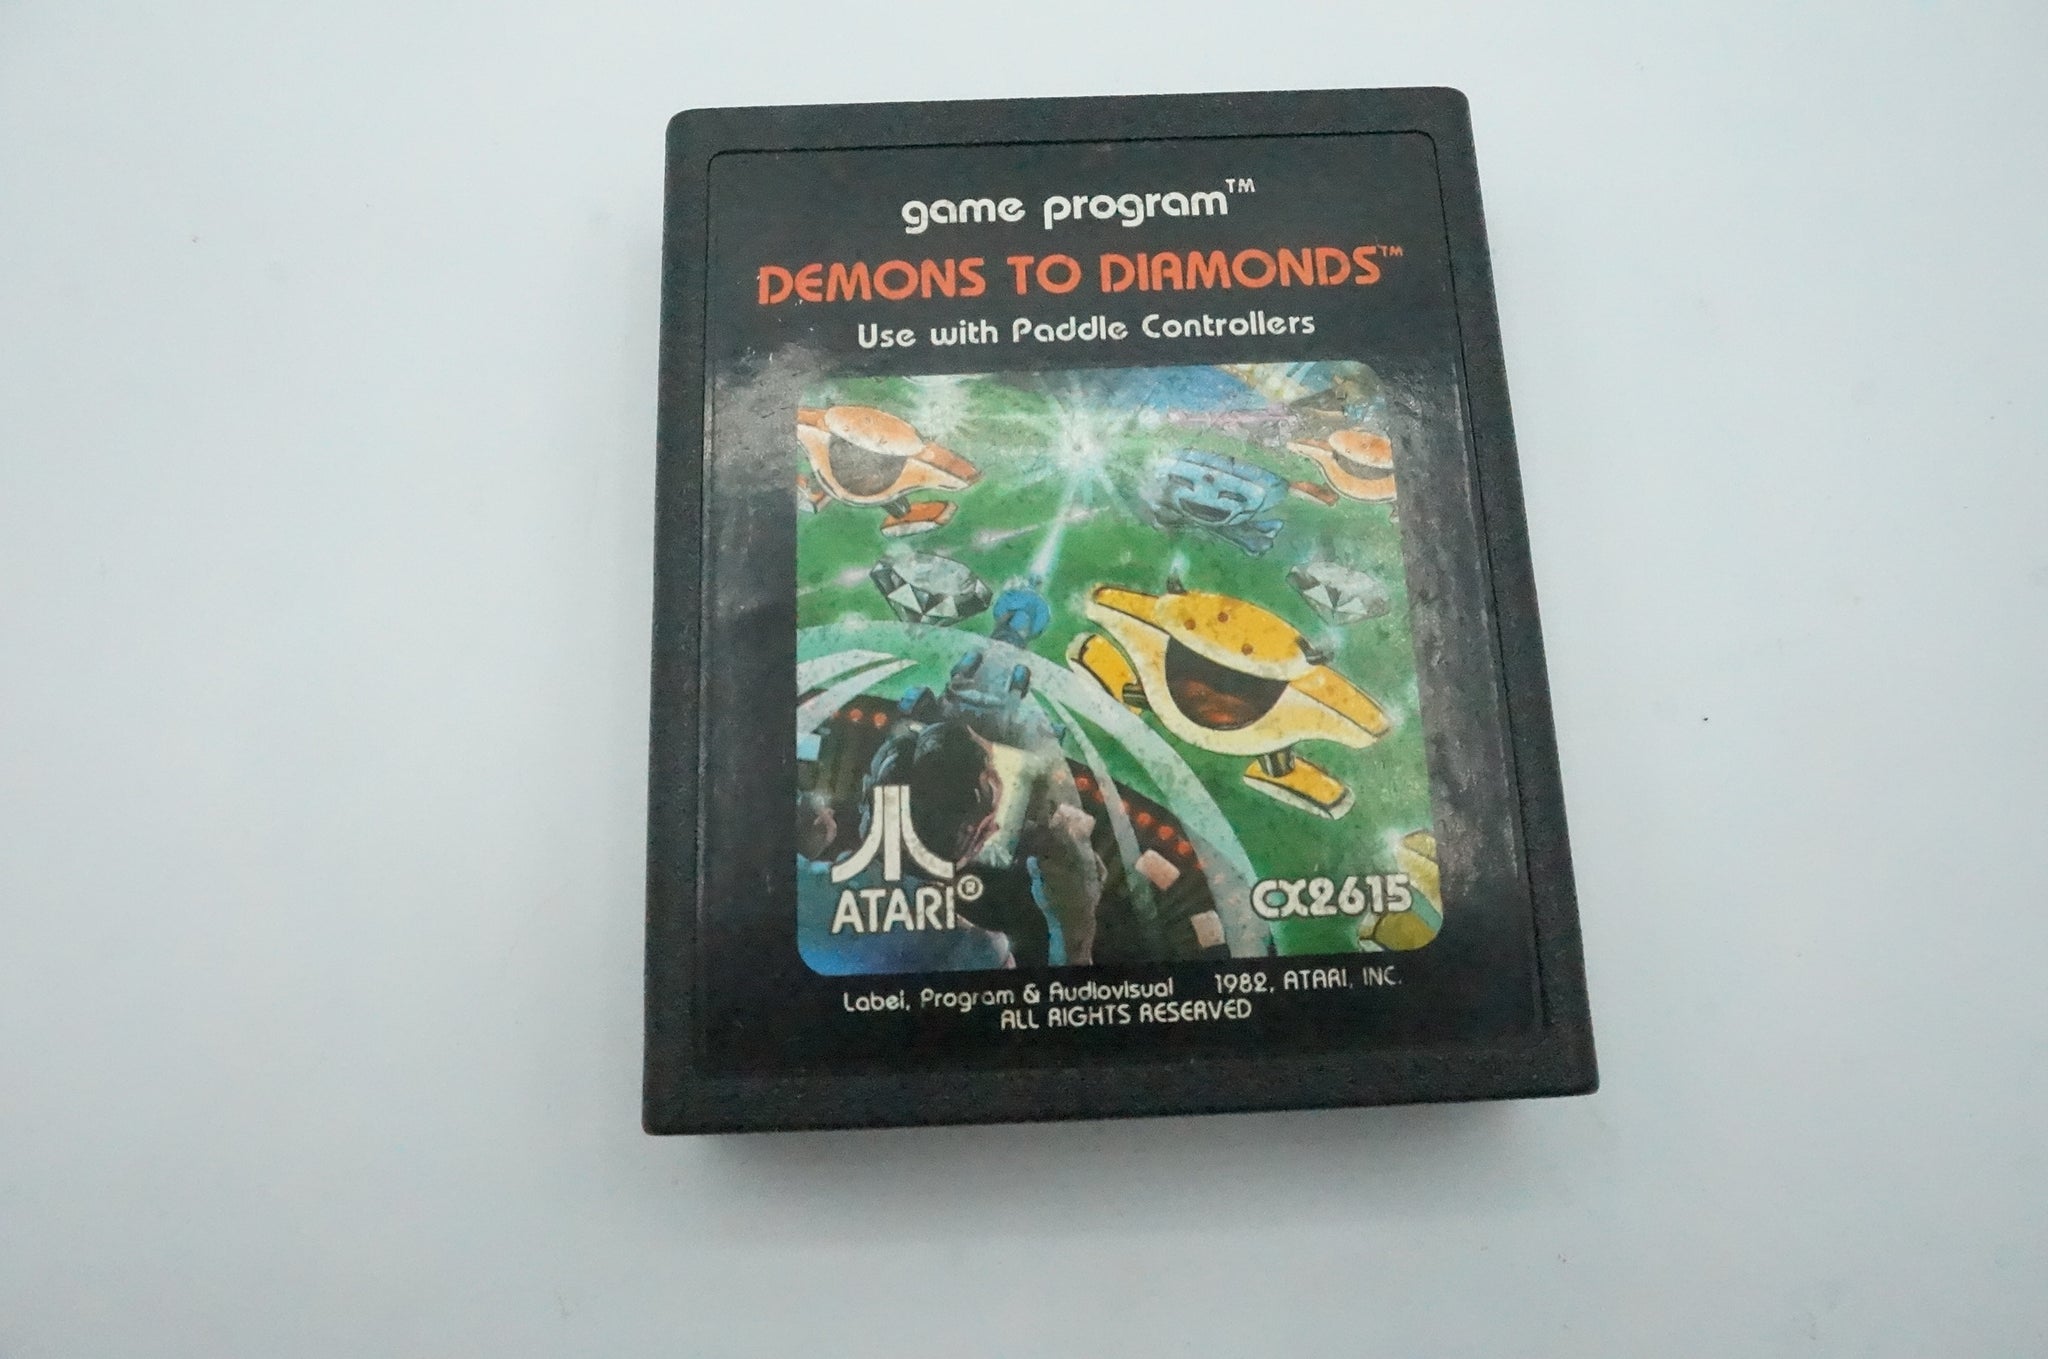 game program™
DEMONS TO DIAMONDS™
Use with Paddle Controllers
ATARI®
CX2615
Label, Program & Audiovisual 1982, ATARI, INC.
ALL RIGHTS RESERVED